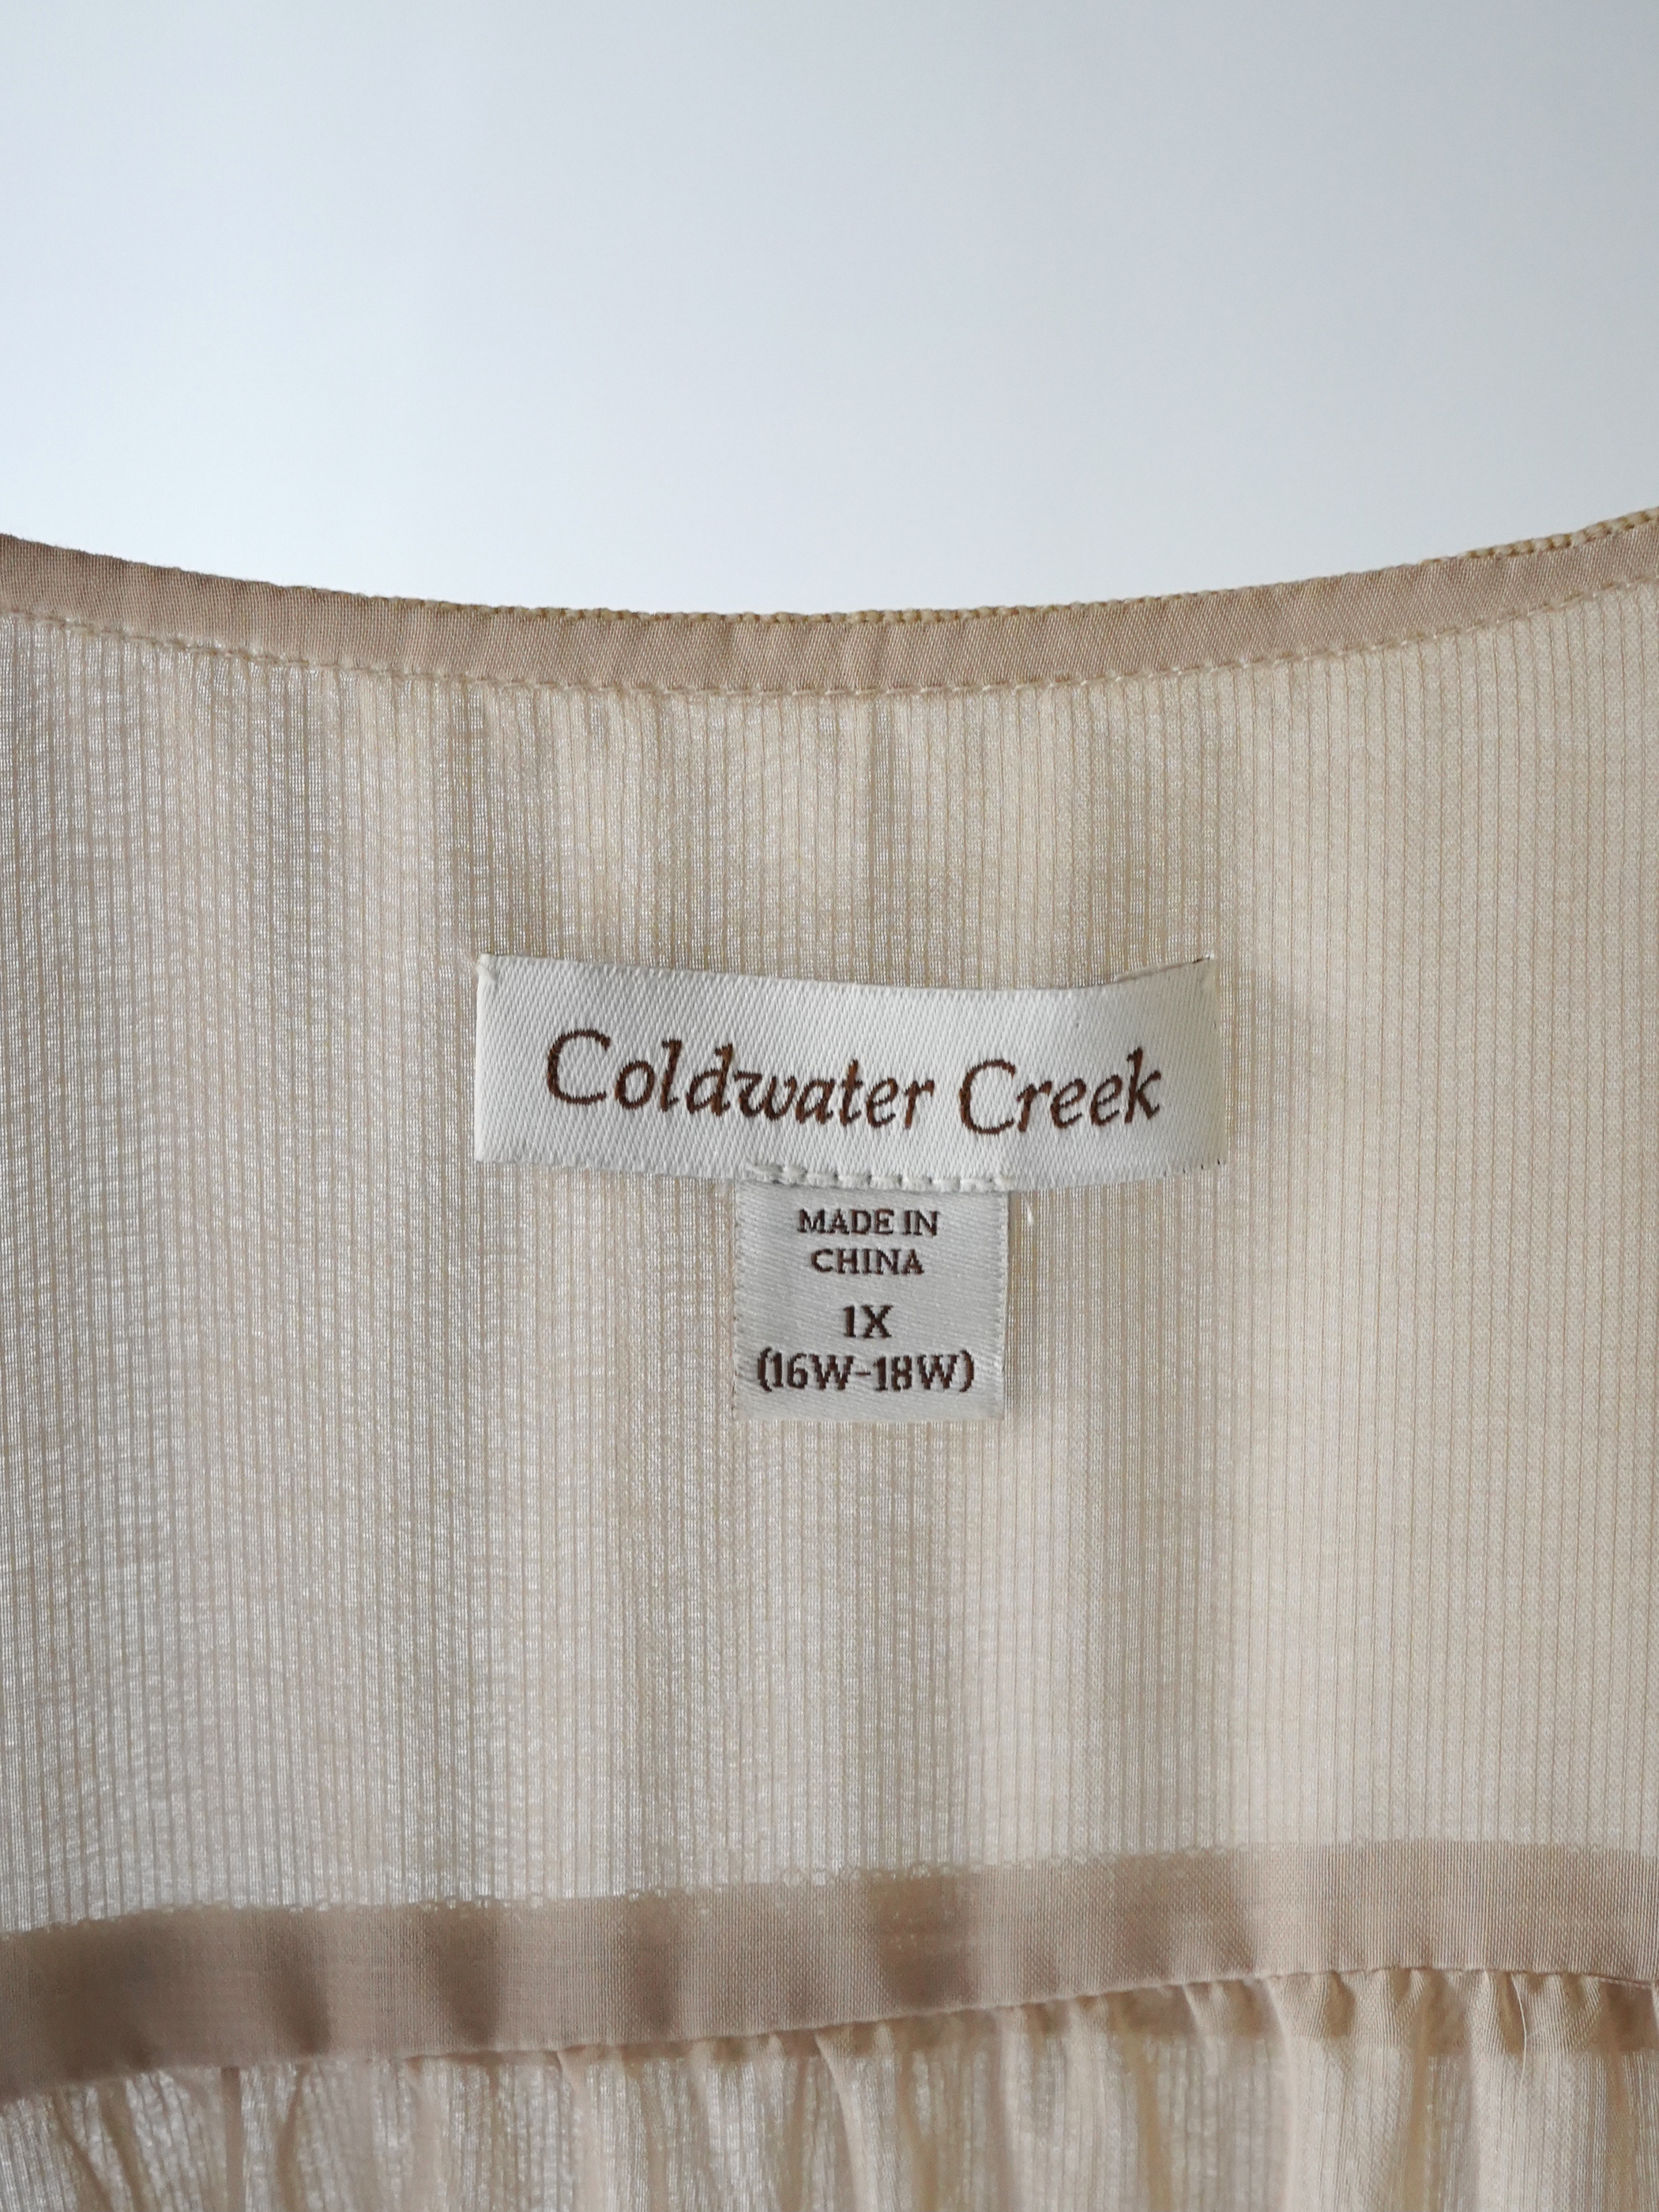 Coldwater Creek
MADE IN
CHINA
1X
(16W-18W)